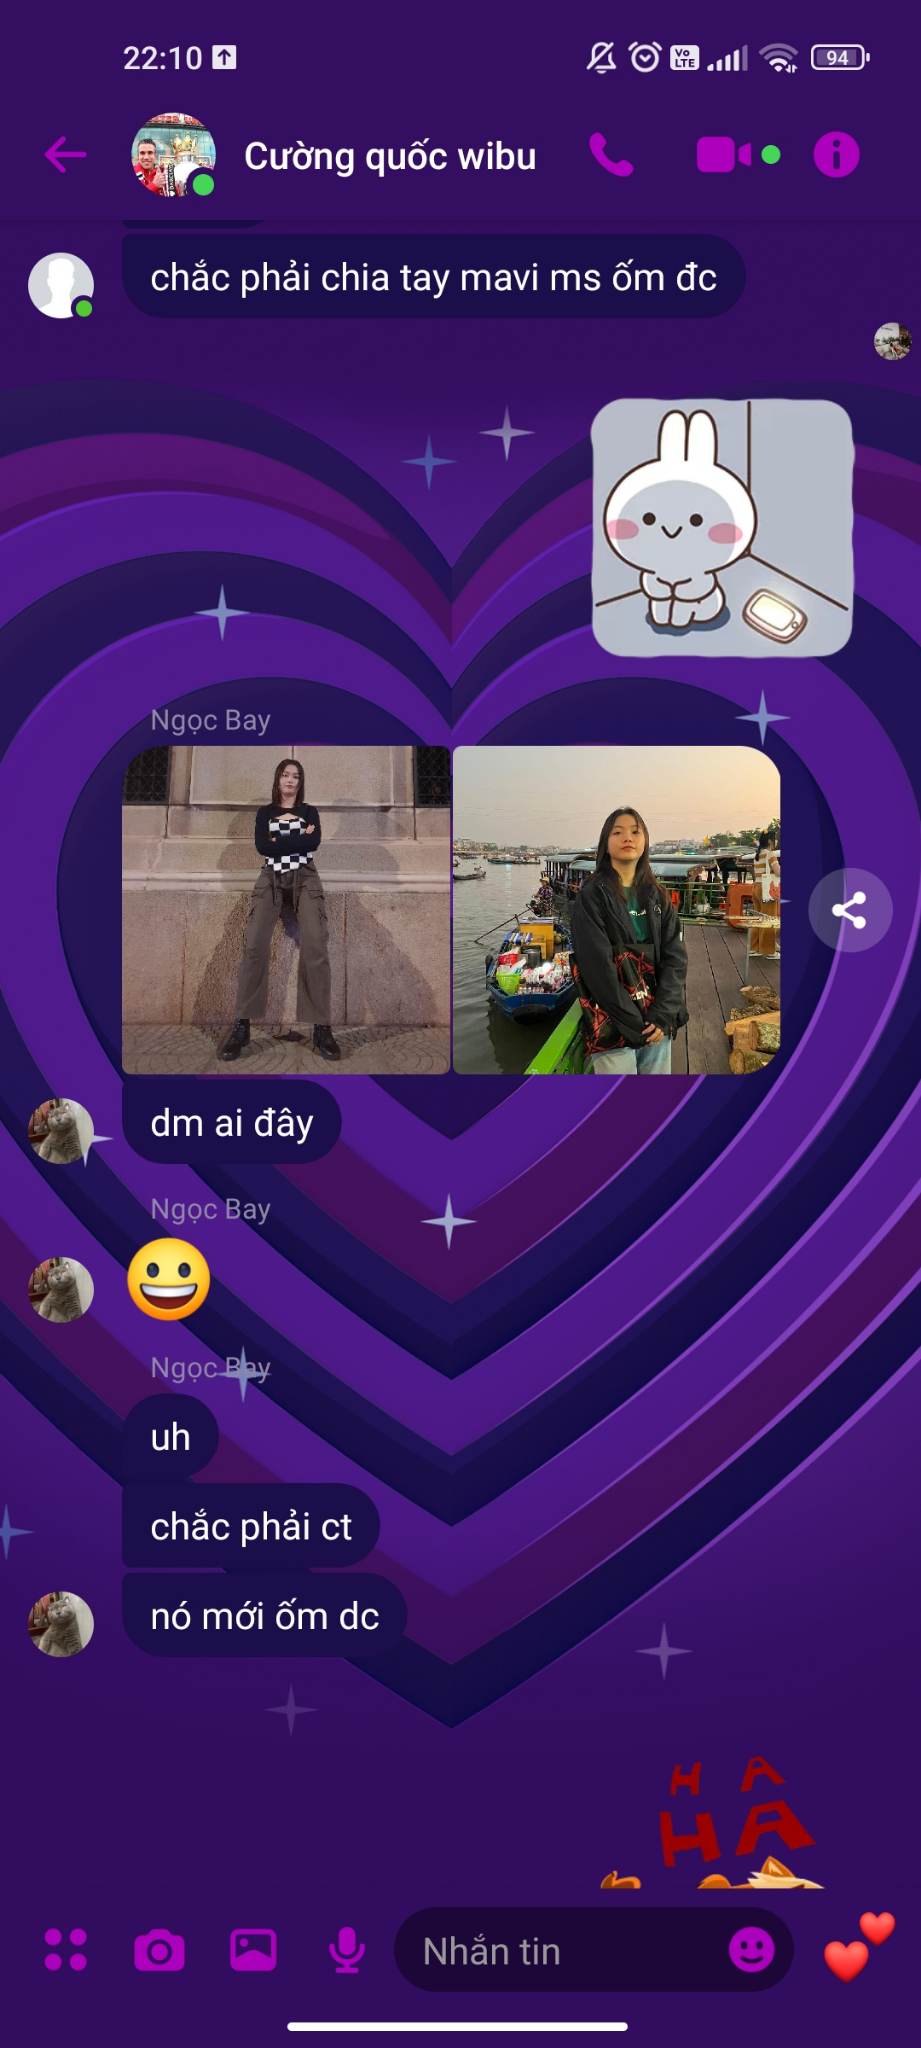 22:10
Vo
LTE
94
Cường quốc wibu
chắc phải chia tay mavi ms ốm đc
Ngọc Bay
dm ai đây
Ngọc Bay
Ngọc Bay
uh
chắc phải ct
nó mới ốm dc
HA
HA
Nhắn tin